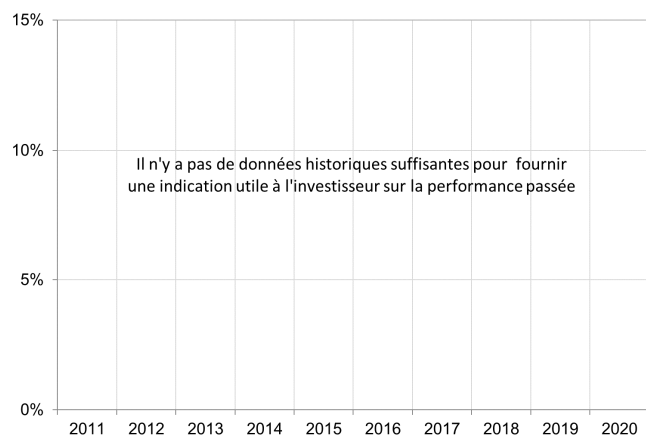 15%
10%
Il n'y a pas de données historiques suffisantes pour fournir
une indication utile à l'investisseur sur la performance passée
5%
0%
2011 2012 2013 2014 2015 2016 2017 2018 2019 2020